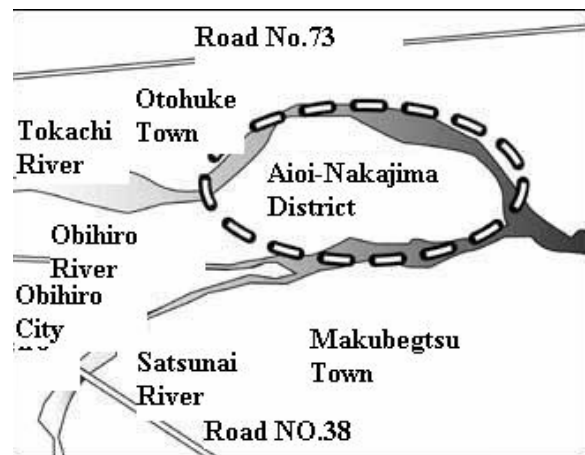 Road No.73
Otohuke
Town
Tokachi
River
Aioi-Nakajima
District
Obihiro
River
Obihiro
City
Makubegtsu
Town
Satsunai
River
Road NO.38